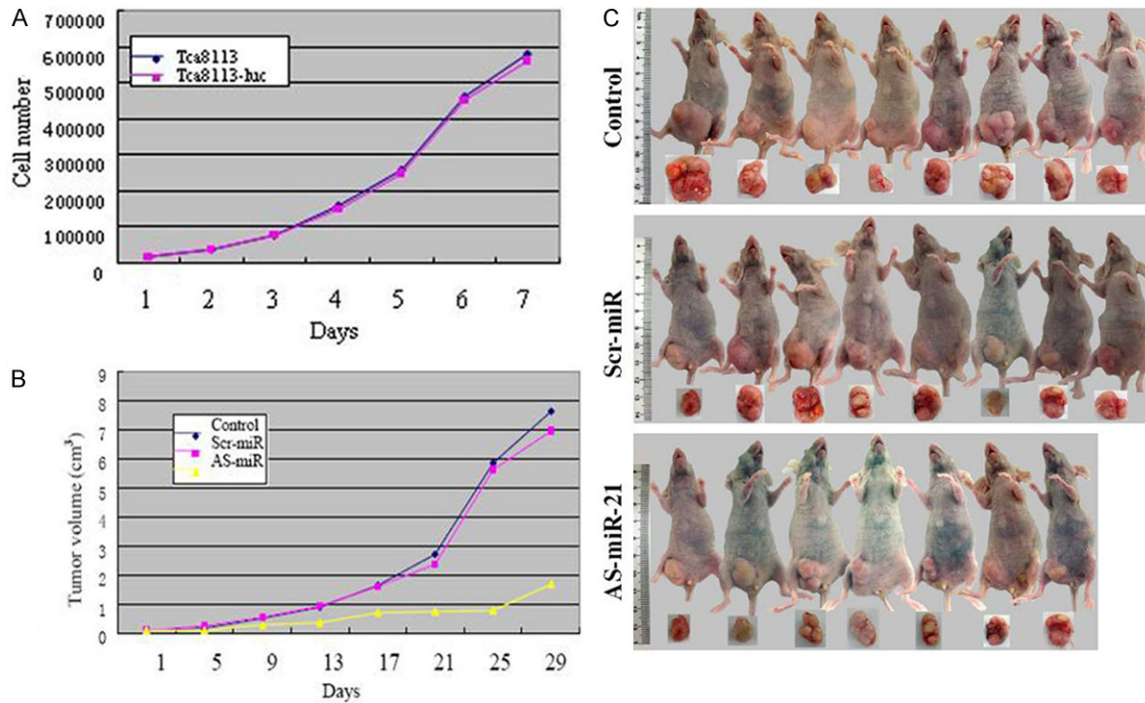 A
700000
600000
500000
400000
300000
200000
100000
0
Cell number
Tca8113
Tca8113-luc
1 2 3 4 5 6 7
Days
B
9
8
7
6
5
4
3
2
1
0
Tumor volume (cm³)
Control
Scr-miR
AS-miR
1 5 9 13 17 21 25 29
Days
C
Control
Scr-miR
AS-miR-21